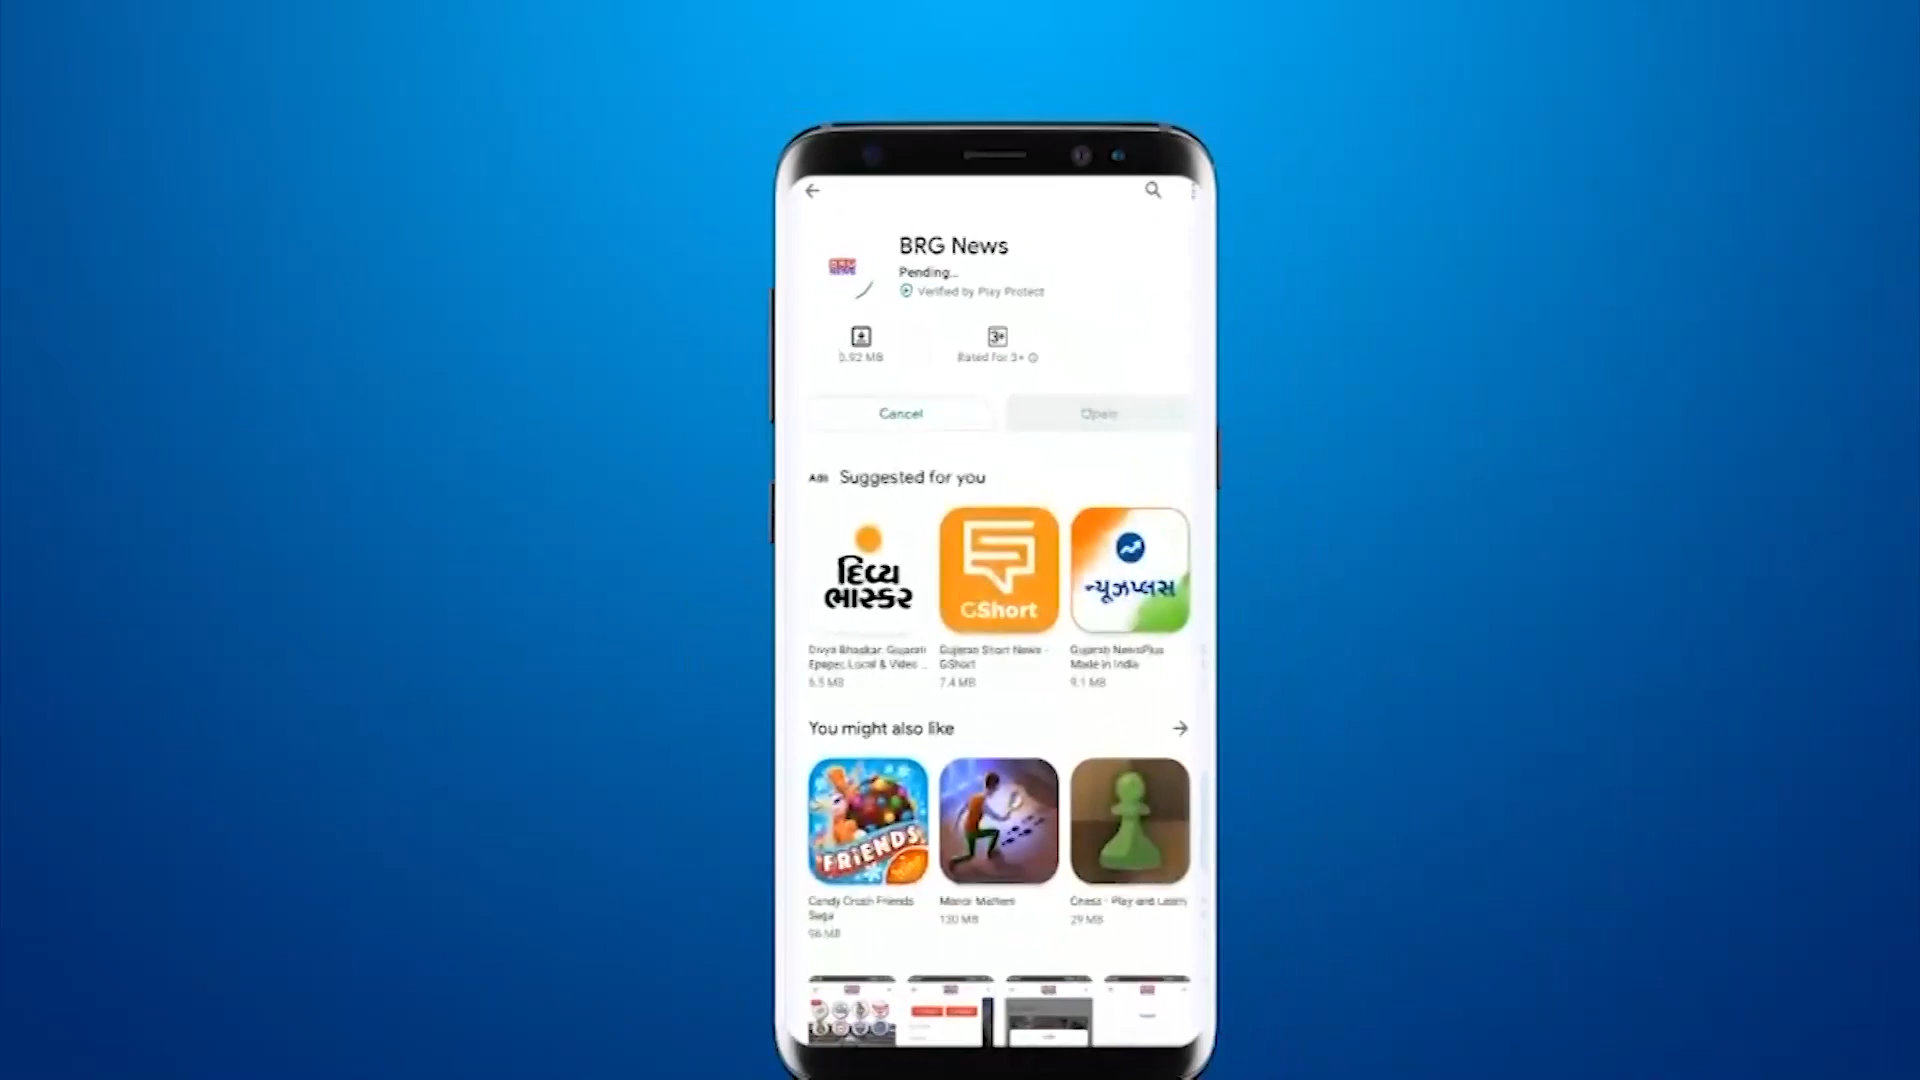 BRG News
Pending...
BRG
Verified by Play Protect
3+
6.92 MB
Rated for 3+
Cancel
Open
Ads Suggested for you
દિવ્ય
ભાસ્કર
GShort
ન્યૂઝપ્લસ
Divya Bhaskar: Gujarati
Epaper, Local & Video ...
6.5 MB
Gujarati Short News -
GShort
7.4 MB
Gujarati NewsPlus
Made in India
9.1 MB
You might also like
FRIENDS
Candy Crush Friends
Saga
96 MB
Manor Matters
130 MB
Chess - Play and Learn
29 MB